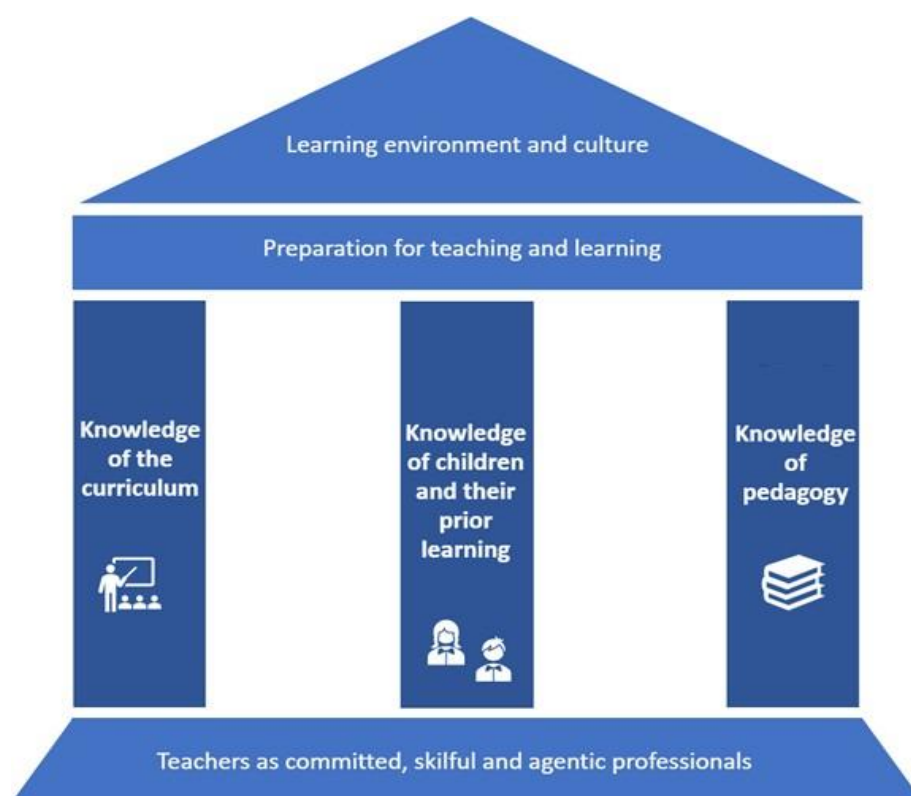 Learning environment and culture
Preparation for teaching and learning
Knowledge
of the
curriculum
Knowledge
of children
and their
prior
learning
Knowledge
of
pedagogy
Teachers as committed, skilful and agentic professionals